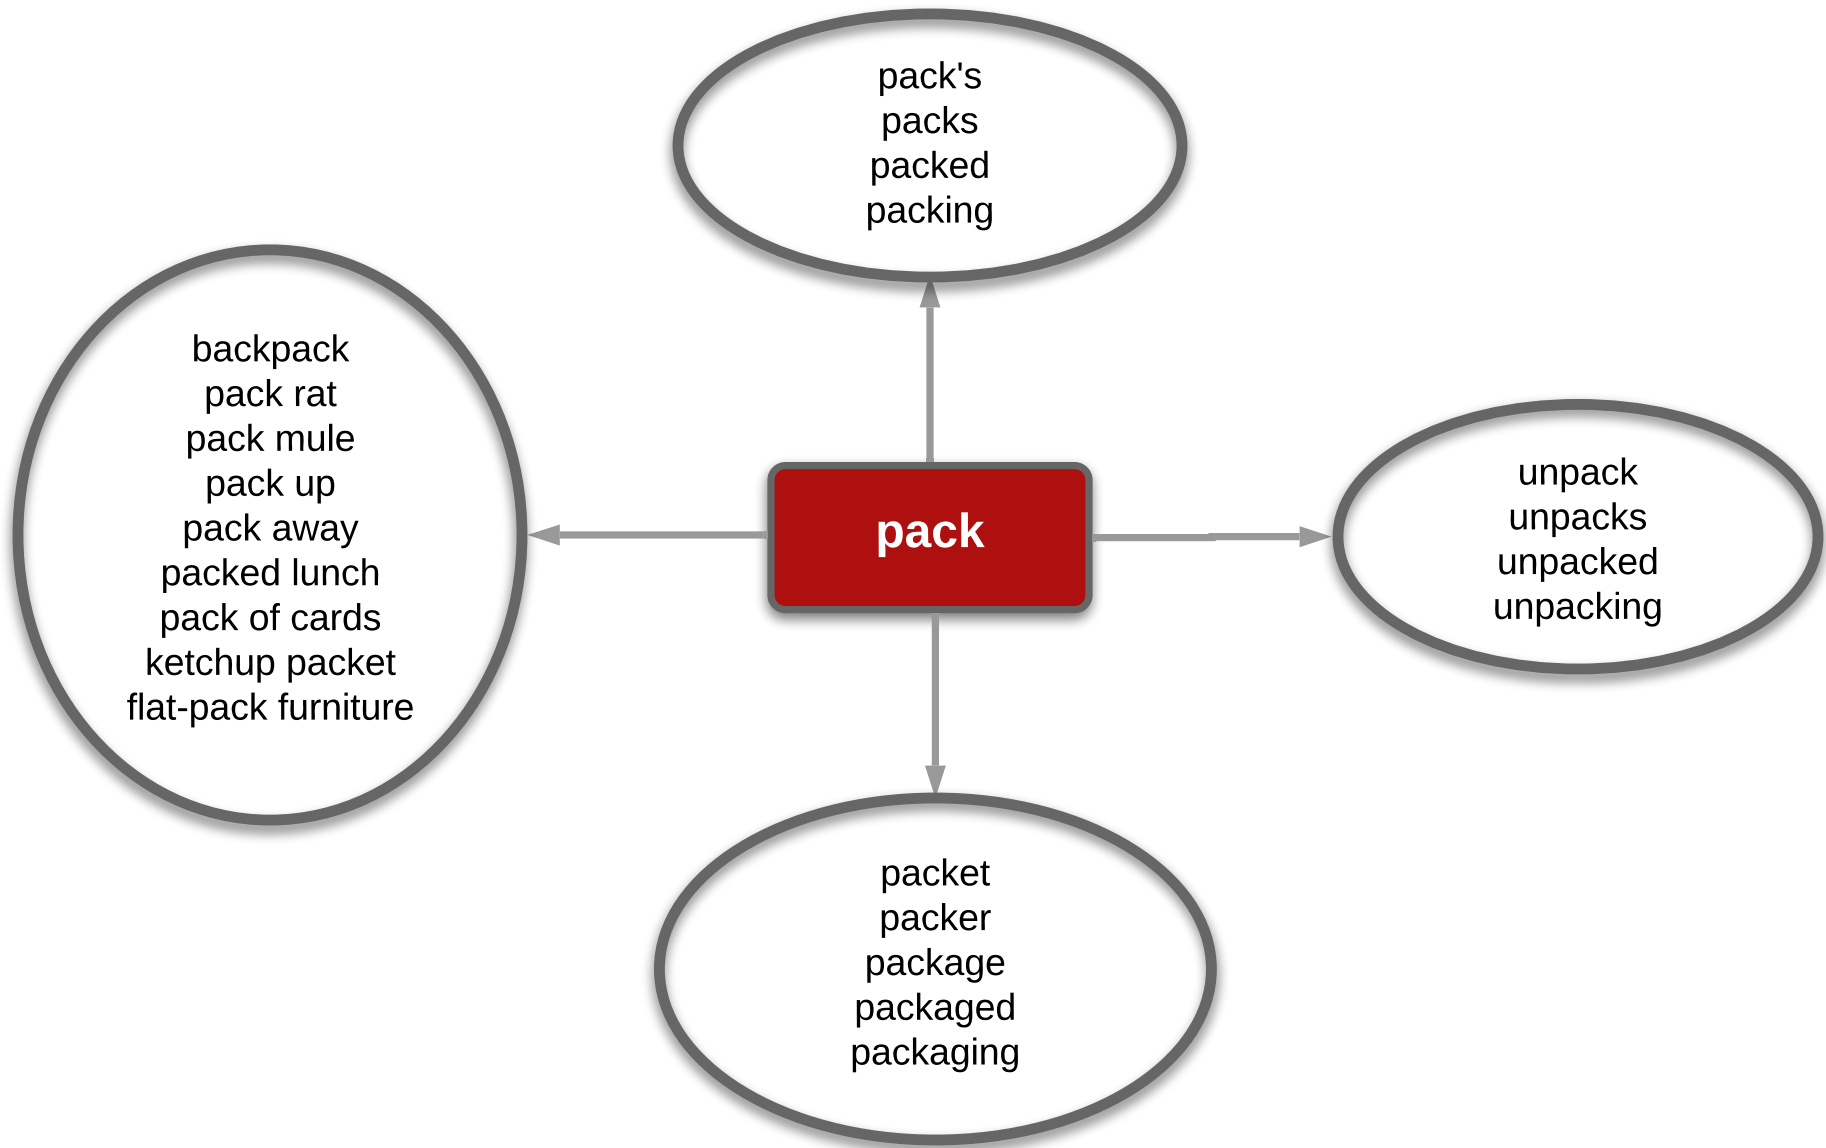 pack's
packs
packed
packing
backpack
pack rat
pack mule
pack up
pack away
packed lunch
pack of cards
ketchup packet
flat-pack furniture
pack
unpack
unpacks
unpacked
unpacking
packet
packer
package
packaged
packaging